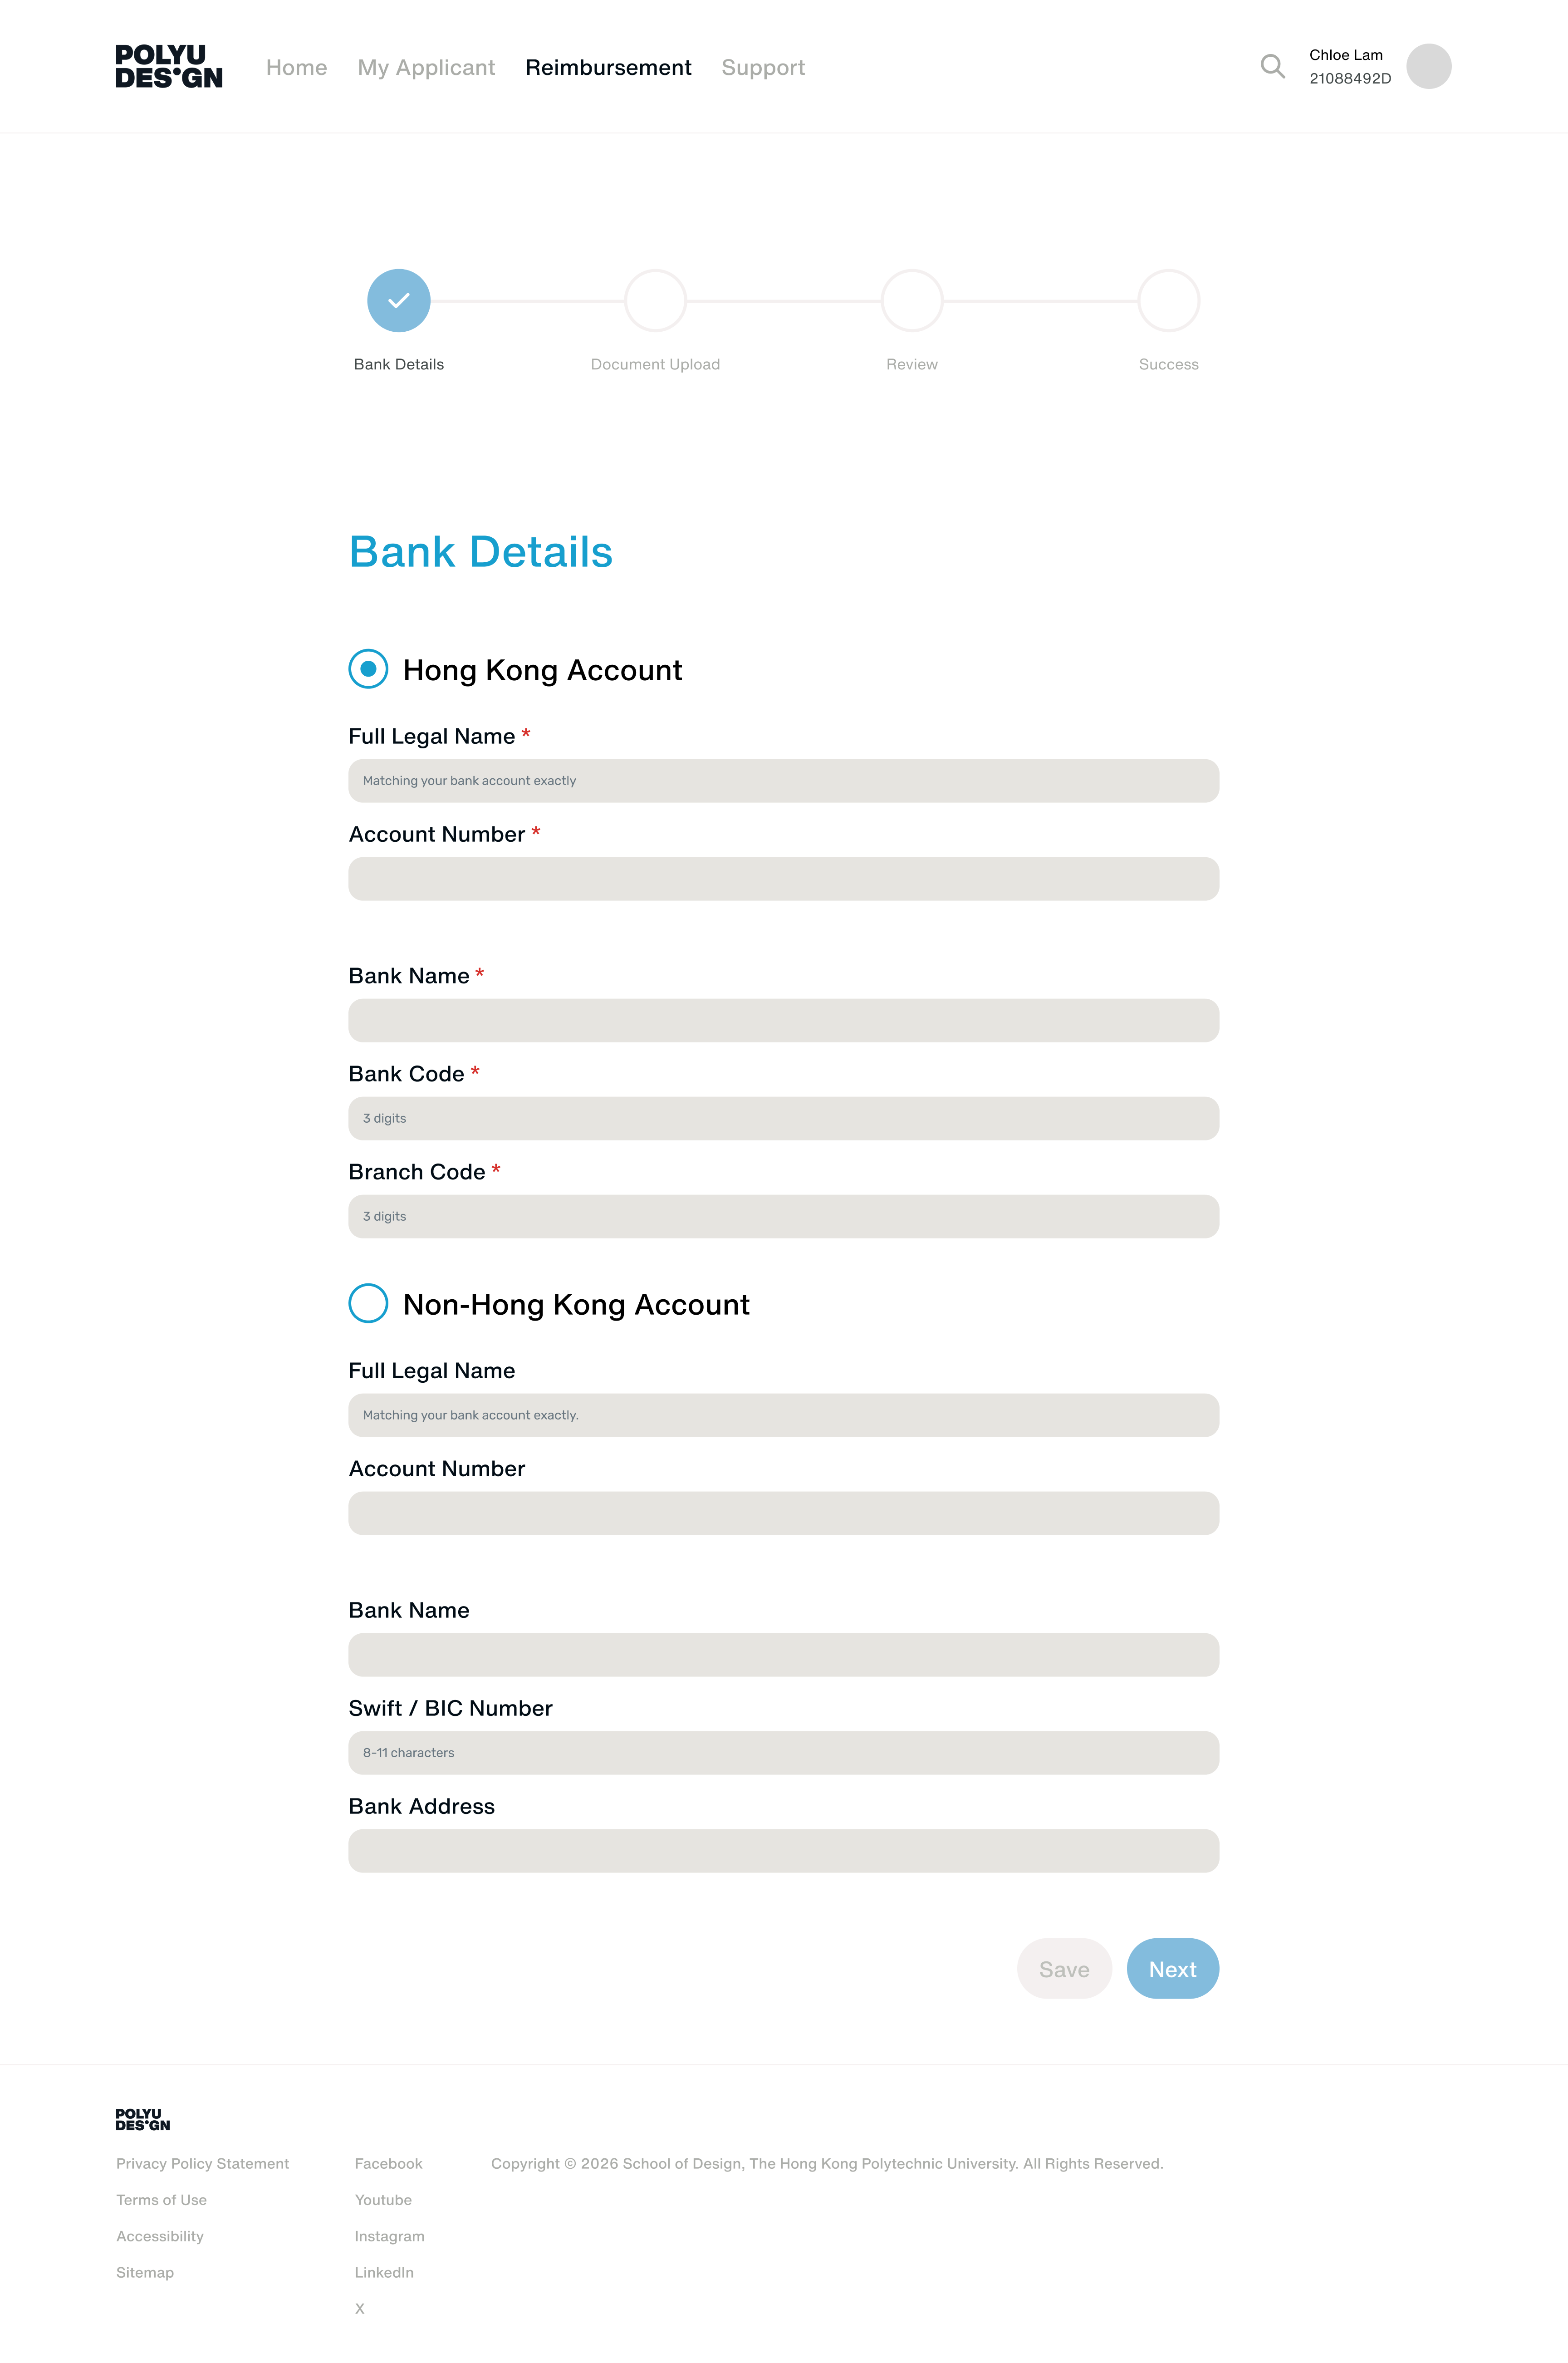 POLYU
DES•GN
Home My Applicant Reimbursement Support
Chloe Lam
21088492D
Bank Details Document Upload Review Success
Bank Details
Hong Kong Account
Full Legal Name *
Matching your bank account exactly
Account Number *
Bank Name *
Bank Code *
3 digits
Branch Code *
3 digits
Non-Hong Kong Account
Full Legal Name
Matching your bank account exactly.
Account Number
Bank Name
Swift / BIC Number
8-11 characters
Bank Address
Save Next
POLYU
DES•GN
Privacy Policy Statement Facebook Copyright © 2026 School of Design, The Hong Kong Polytechnic University. All Rights Reserved.
Terms of Use Youtube
Accessibility Instagram
Sitemap LinkedIn
X